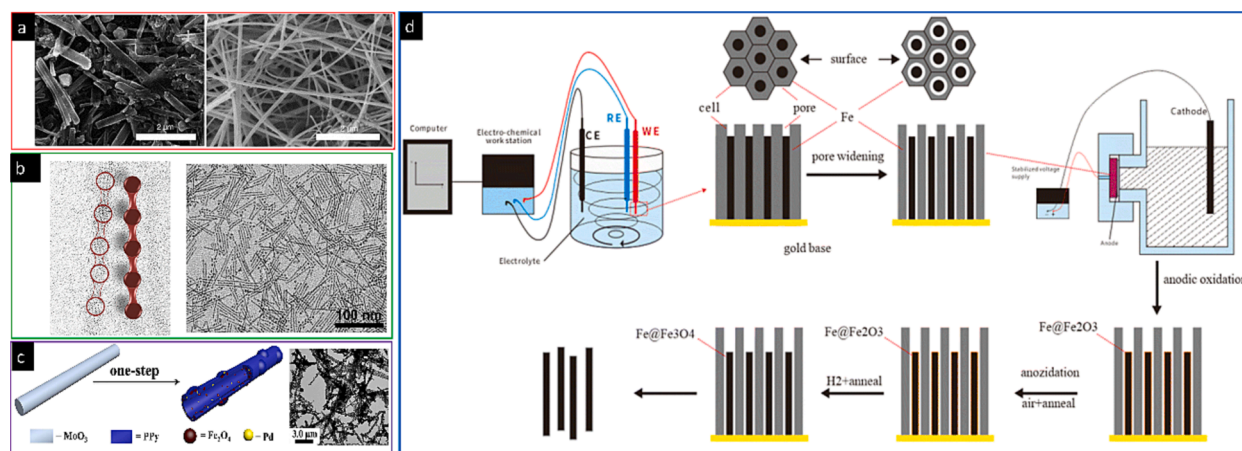 a
2 μm
b
100 nm
c
one-step
= MoO3
= PPy
= Fe3O4
= Pd
3.0 μm
d
Computer
Electro-chemical
work station
CE
RE
WE
Electrolyte
surface
cell
pore
Fe
pore widening
gold base
Cathode
Stabilized voltage
supply
Anode
anodic oxidation
Fe@Fe2O3
anozidation
air+anneal
Fe@Fe2O3
H2+anneal
Fe@Fe3O4